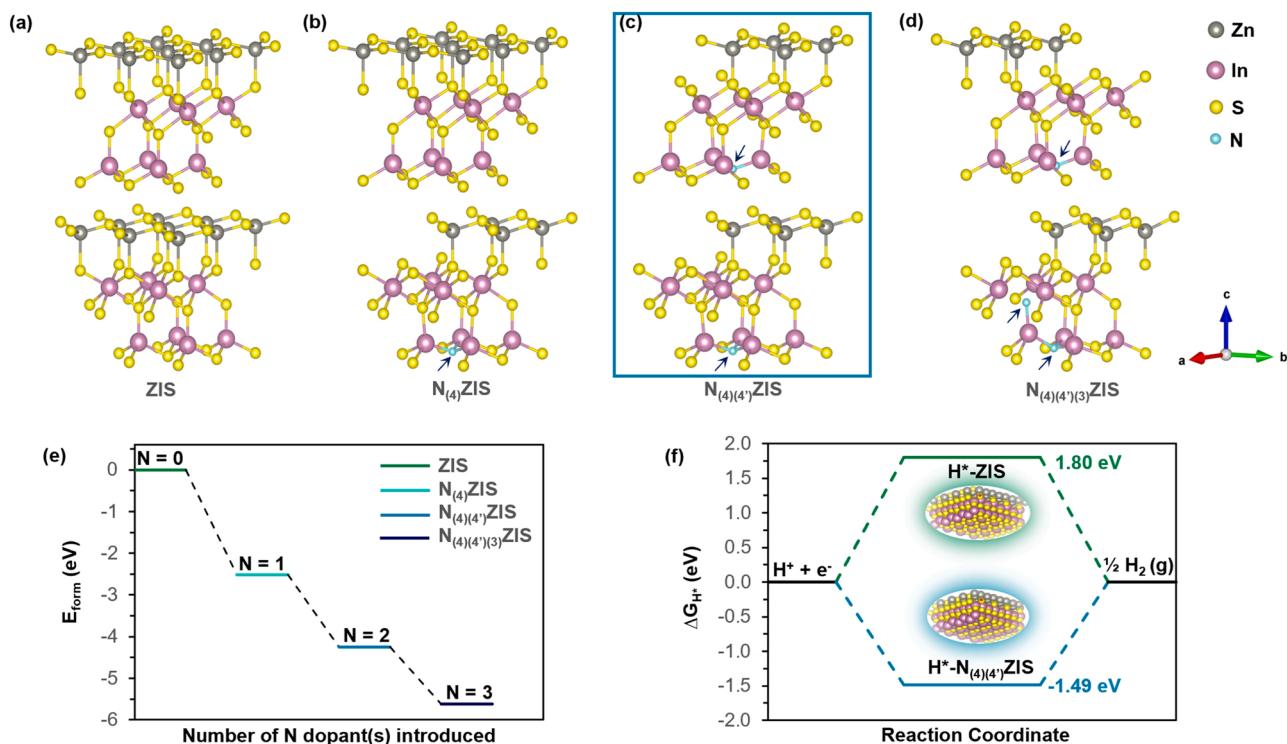 (a)
(b)
(c)
(d)
Zn
In
S
N
ZIS
N(4)ZIS
N(4)(4')ZIS
N(4)(4')(3)ZIS
c
a
b
(e)
N = 0
N = 1
N = 2
N = 3
ZIS
N(4)ZIS
N(4)(4')ZIS
N(4)(4')(3)ZIS
0
-1
-2
-3
-4
-5
-6
Eform (eV)
Number of N dopant(s) introduced
(f)
2.0
1.5
1.0
0.5
0.0
-0.5
-1.0
-1.5
-2.0
ΔGH* (eV)
H*-ZIS
1.80 eV
H+ + e-
½ H2 (g)
H*-N(4)(4')ZIS
-1.49 eV
Reaction Coordinate